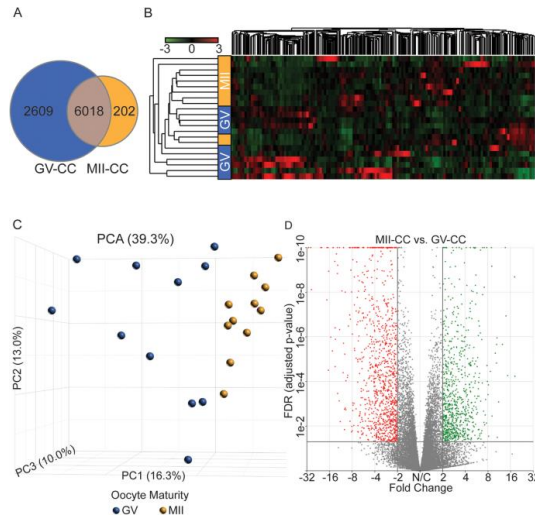 A
2609
6018
202
GV-CC
MII-CC
B
-3
3
MII
GV
GV
C
PCA (39.3%)
PC2 (13.0%)
PC3 (10.0%)
PC1 (16.3%)
Oocyte Maturity
GV
MII
D
MII-CC vs. GV-CC
FDR (adjusted p-value)
1e-10
1e-8
1e-6
1e-4
1e-2
-32
-16
-8
-4
-2
N/C
2
4
8
16
32
Fold Change